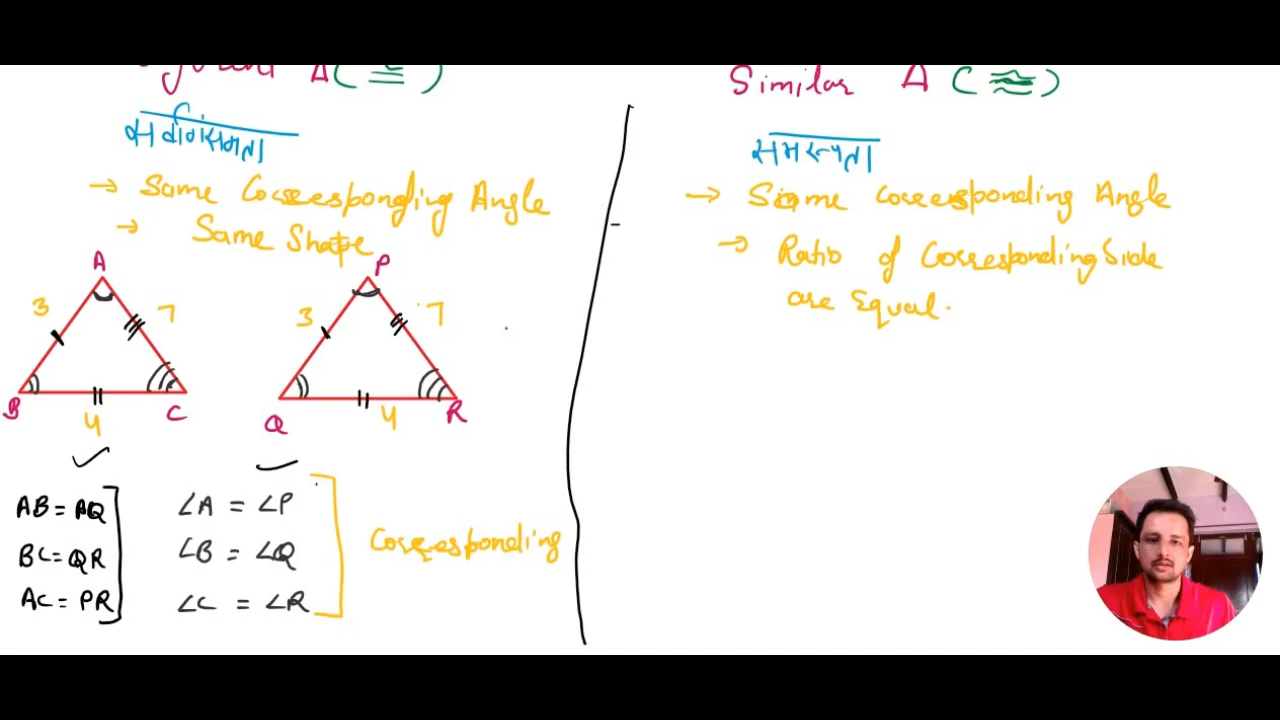 Δ ( ≅ )
सर्वांगसमता
→ Same Corresponding Angle
→ Same Shape
A
3
7
B
4
C
P
3
7
Q
4
R
AB = PQ
BC = QR
AC = PR
∠A = ∠P
∠B = ∠Q
∠C = ∠R
Corresponding
Similar Δ ( )
समरूपता
→ Same Corresponding Angle
→ Ratio of Corresponding Side
are Equal.